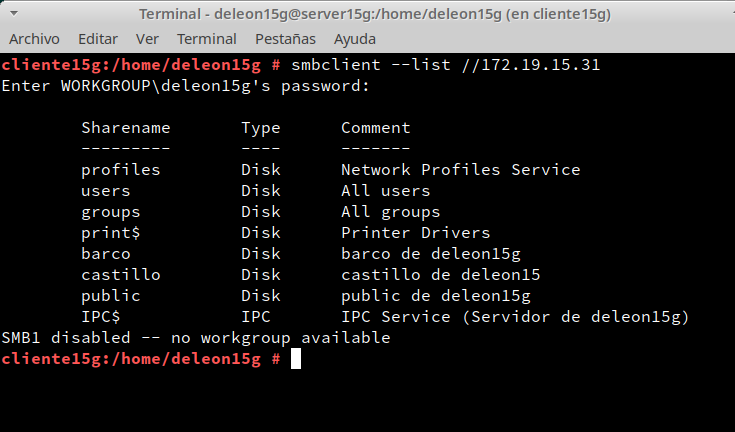 Terminal - deleon15g@server15g:/home/deleon15g (en cliente15g)
Archivo Editar Ver Terminal Pestañas Ayuda
cliente15g:/home/deleon15g # smbclient --list //172.19.15.31
Enter WORKGROUP\deleon15g's password:
Sharename Type Comment
--------- ---- -------
profiles Disk Network Profiles Service
users Disk All users
groups Disk All groups
print$ Disk Printer Drivers
barco Disk barco de deleon15g
castillo Disk castillo de deleon15
public Disk public de deleon15g
IPC$ IPC IPC Service (Servidor de deleon15g)
SMB1 disabled -- no workgroup available
cliente15g:/home/deleon15g #